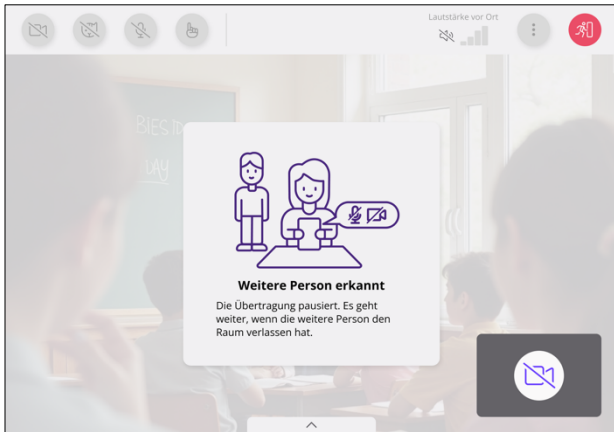 Lautstärke vor Ort
Weitere Person erkannt
Die Übertragung pausiert. Es geht
weiter, wenn die weitere Person den
Raum verlassen hat.